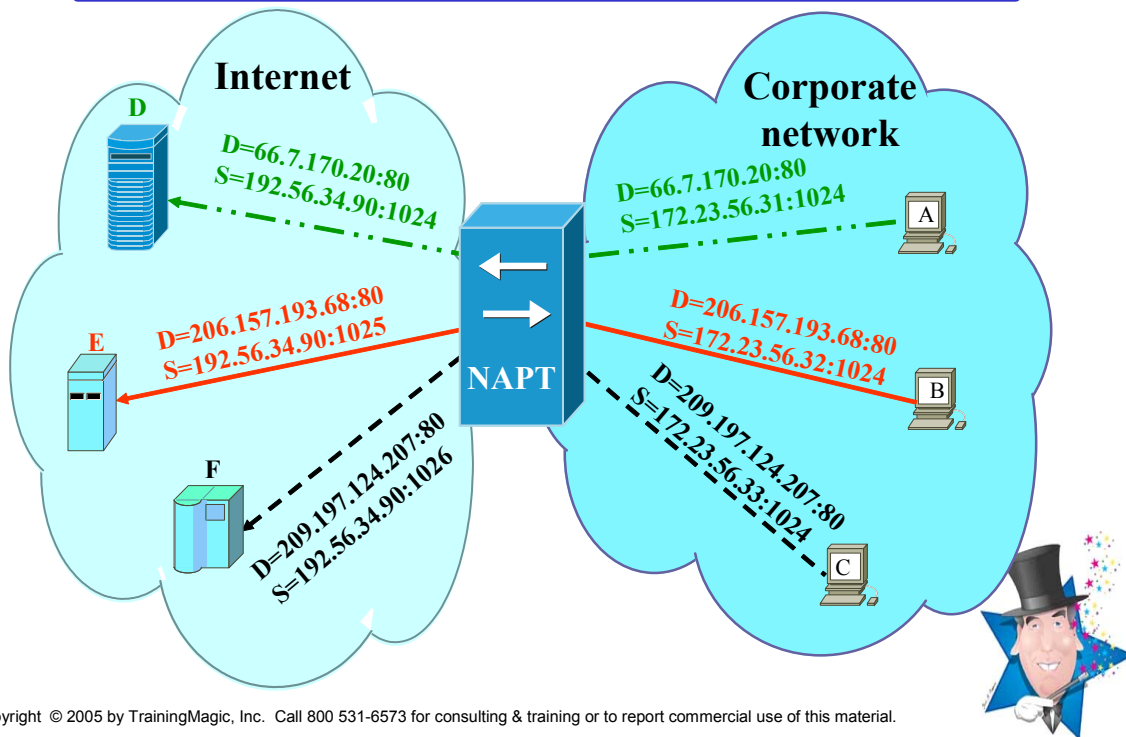 Internet
Corporate
network
D
D=66.7.170.20:80
S=192.56.34.90:1024
D=66.7.170.20:80
S=172.23.56.31:1024
A
E
D=206.157.193.68:80
S=192.56.34.90:1025
NAPT
D=206.157.193.68:80
S=172.23.56.32:1024
B
F
D=209.197.124.207:80
S=192.56.34.90:1026
D=209.197.124.207:80
S=172.23.56.33:1024
C
pyright © 2005 by TrainingMagic, Inc. Call 800 531-6573 for consulting & training or to report commercial use of this material.